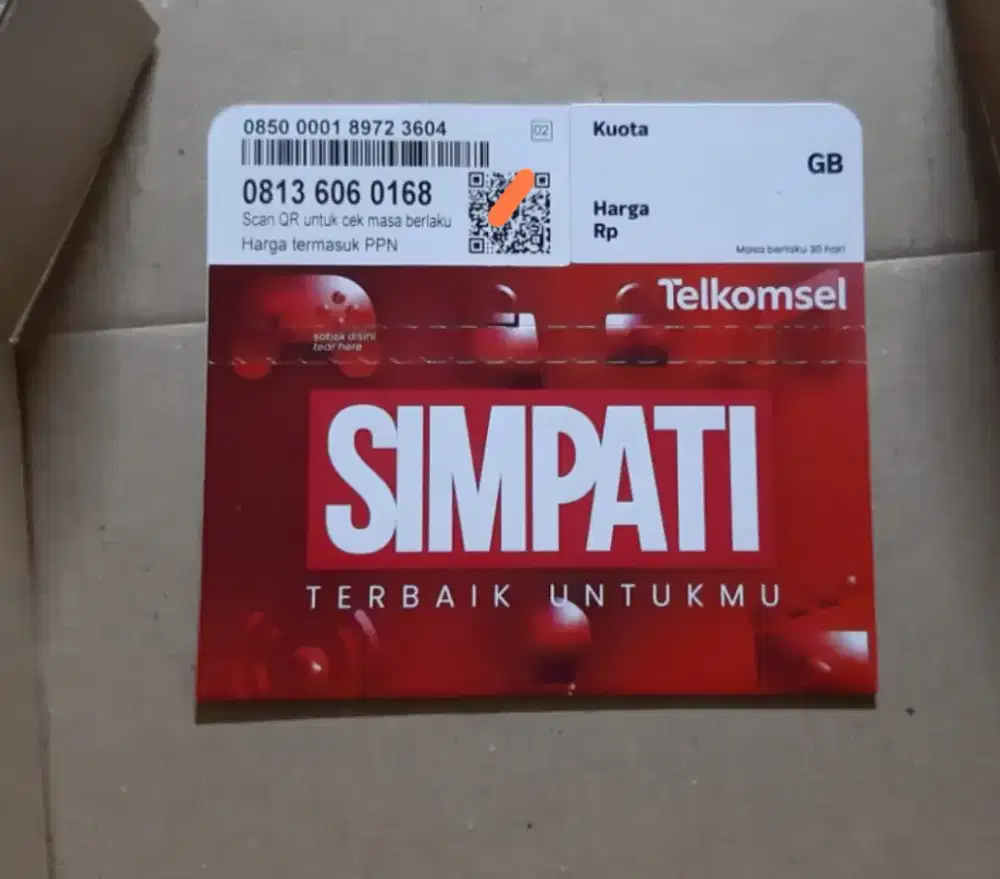 0850 0001 8972 3604
02
0813 606 0168
Scan QR untuk cek masa berlaku
Harga termasuk PPN
Kuota
GB
Harga
Rp
Masa berlaku 30 hari
Telkomsel
sobek disini
tear here
SIMPATI
TERBAIK UNTUKMU